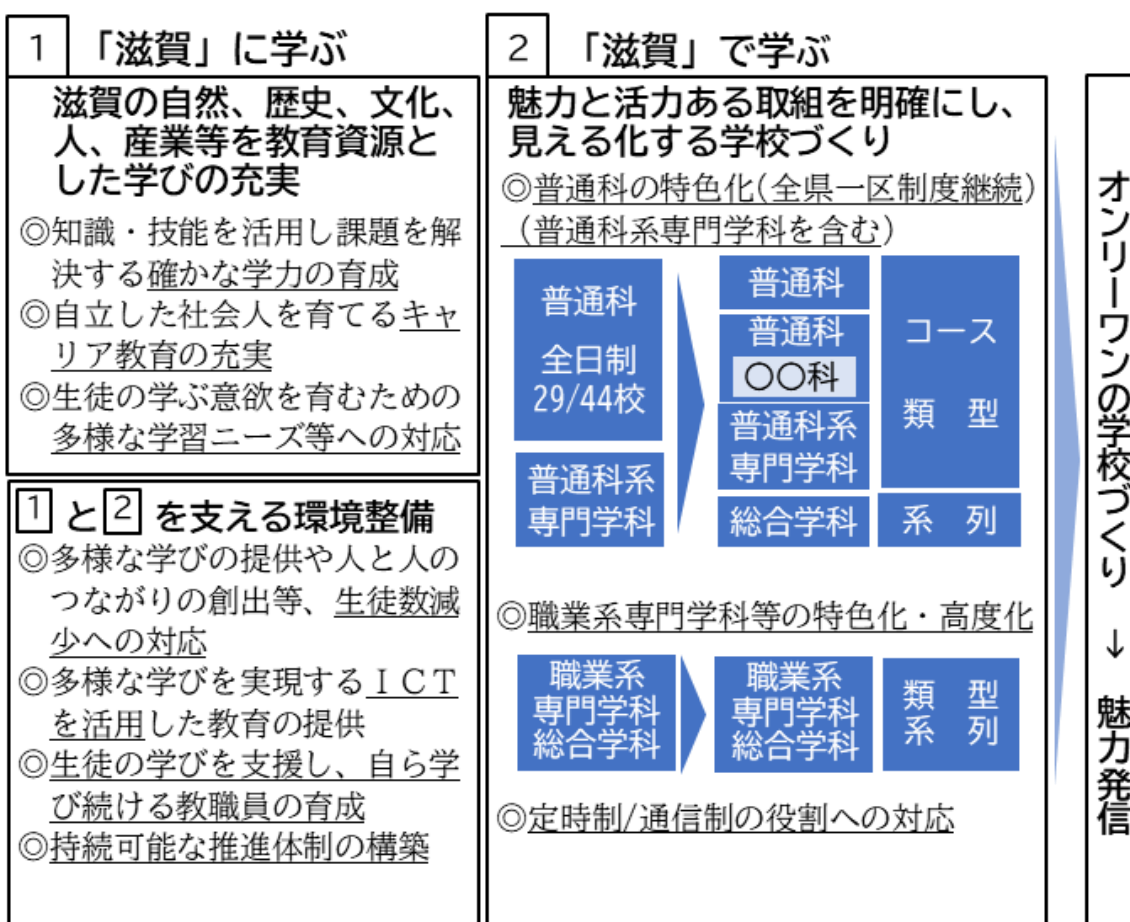 1 「滋賀」に学ぶ
滋賀の自然、歴史、文化、
人、産業等を教育資源と
した学びの充実
◎知識・技能を活用し課題を解
決する確かな学力の育成
◎自立した社会人を育てるキャ
リア教育の充実
◎生徒の学ぶ意欲を育むための
多様な学習ニーズ等への対応
1 と 2 を支える環境整備
◎多様な学びの提供や人と人の
つながりの創出等、生徒数減
少への対応
◎多様な学びを実現するＩＣＴ
を活用した教育の提供
◎生徒の学びを支援し、自ら学
び続ける教職員の育成
◎持続可能な推進体制の構築
2 「滋賀」で学ぶ
魅力と活力ある取組を明確にし、
見える化する学校づくり
◎普通科の特色化(全県一区制度継続)
（普通科系専門学科を含む）
普通科
全日制
29/44校
普通科系
専門学科
普通科
普通科
〇〇科
普通科系
専門学科
総合学科
コース
類　型
系　列
◎職業系専門学科等の特色化・高度化
職業系
専門学科
総合学科
職業系
専門学科
総合学科
類　型
系　列
◎定時制/通信制の役割への対応
オンリーワンの学校づくり　↓　魅力発信